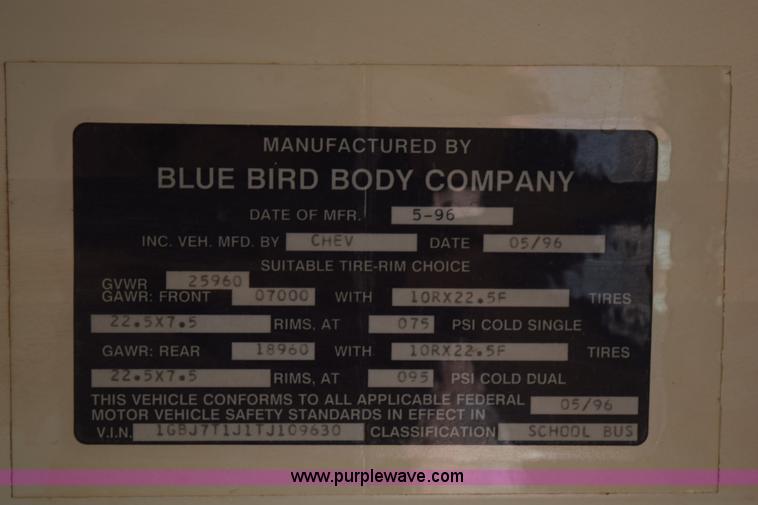 MANUFACTURED BY
BLUE BIRD BODY COMPANY
DATE OF MFR. 5-96
INC. VEH. MFD. BY CHEV DATE 05/96
SUITABLE TIRE-RIM CHOICE
GVWR 25960
GAWR: FRONT 07000 WITH 10RX22.5F TIRES
22.5X7.5 RIMS, AT 075 PSI COLD SINGLE
GAWR: REAR 18960 WITH 10RX22.5F TIRES
22.5X7.5 RIMS, AT 095 PSI COLD DUAL
THIS VEHICLE CONFORMS TO ALL APPLICABLE FEDERAL
MOTOR VEHICLE SAFETY STANDARDS IN EFFECT IN 05/96
V.I.N. 1GBJ7T1J1TJ109630 CLASSIFICATION SCHOOL BUS
www.purplewave.com